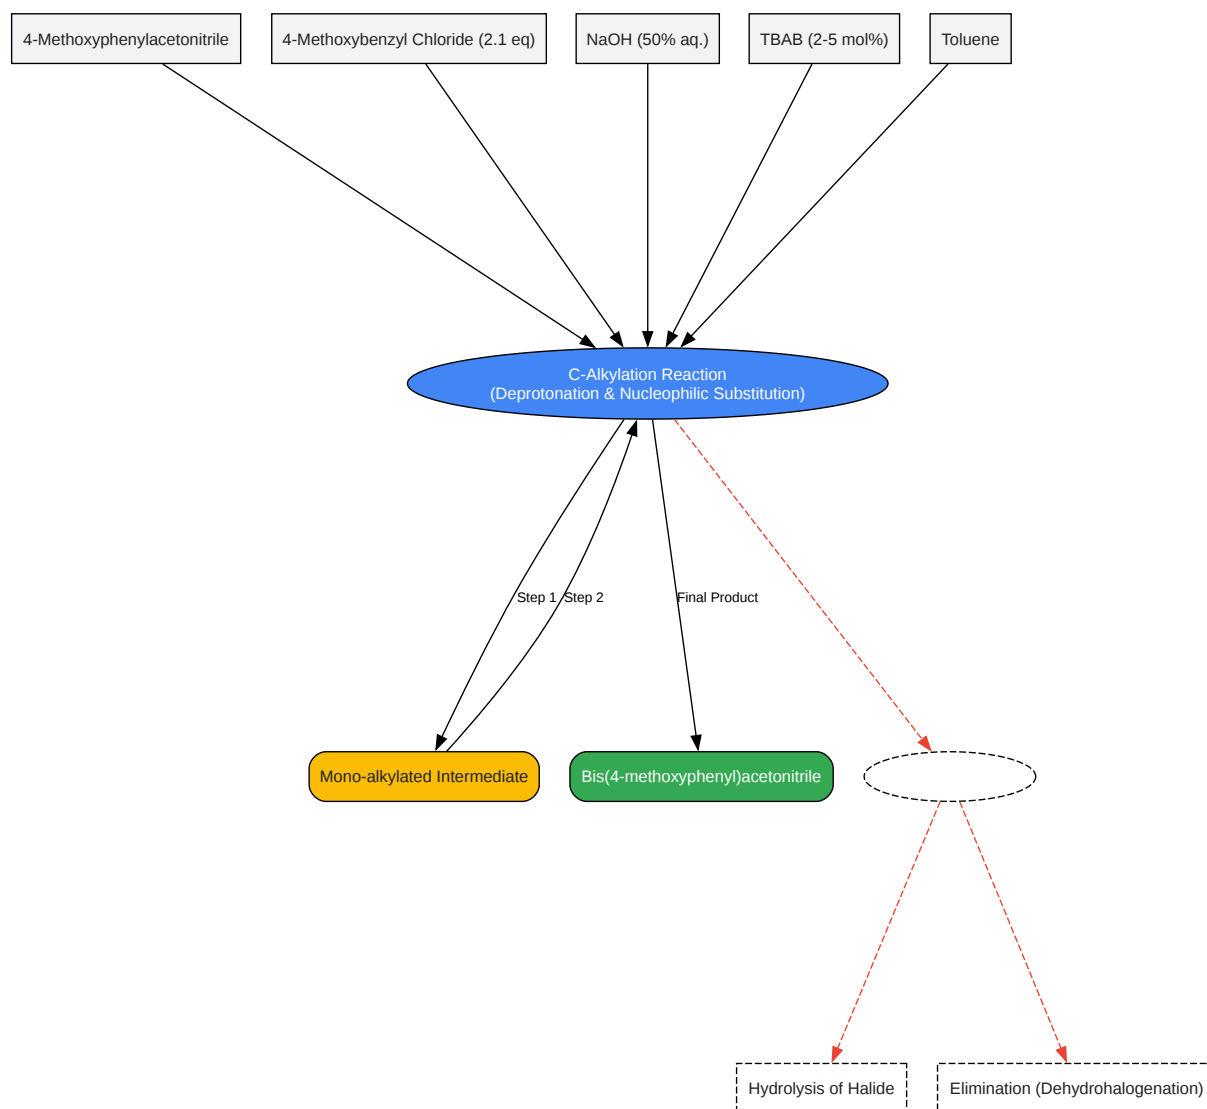 4-Methoxyphenylacetonitrile
4-Methoxybenzyl Chloride (2.1 eq)
NaOH (50% aq.)
TBAB (2-5 mol%)
Toluene
C-Alkylation Reaction
(Deprotonation & Nucleophilic Substitution)
Step 1
Step 2
Final Product
Mono-alkylated Intermediate
Bis(4-methoxyphenyl)acetonitrile
Hydrolysis of Halide
Elimination (Dehydrohalogenation)